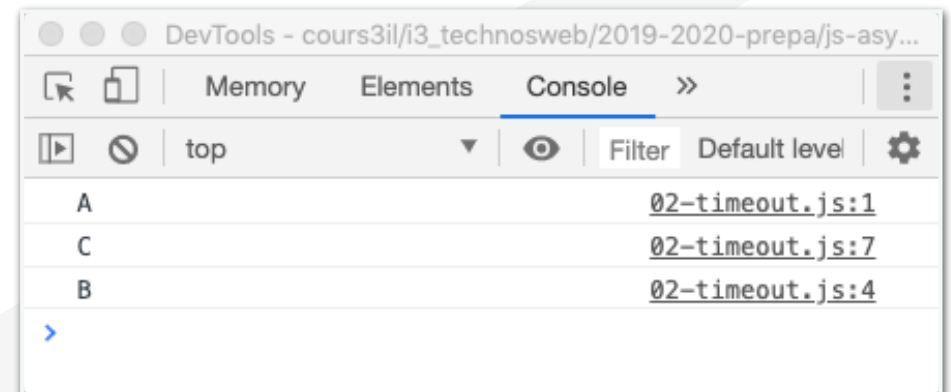 DevTools - cours3il/i3_technosweb/2019-2020-prepa/js-asy...
Memory Elements Console »
top Filter Default level
A 02-timeout.js:1
C 02-timeout.js:7
B 02-timeout.js:4
>